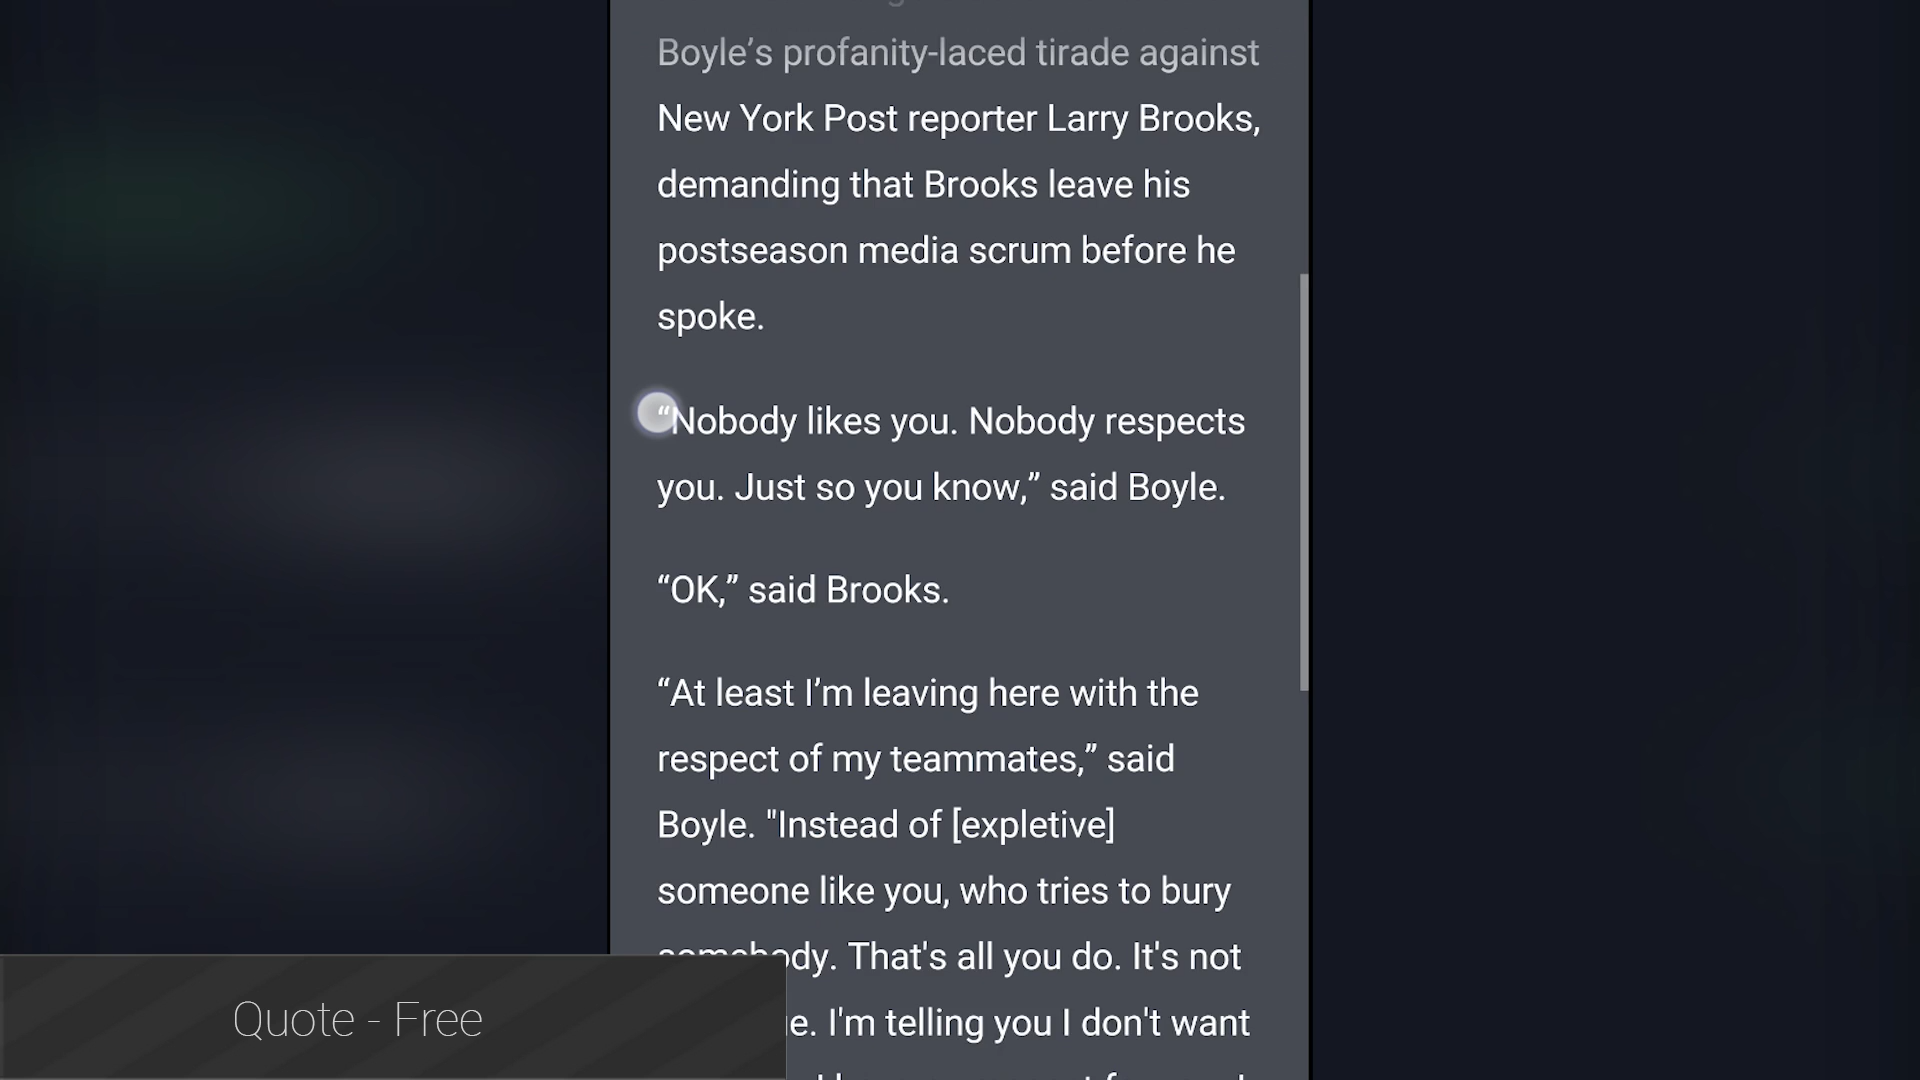 Boyle’s profanity-laced tirade against
New York Post reporter Larry Brooks,
demanding that Brooks leave his
postseason media scrum before he
spoke.
“Nobody likes you. Nobody respects
you. Just so you know,” said Boyle.
“OK,” said Brooks.
“At least I’m leaving here with the
respect of my teammates,” said
Boyle. "Instead of [expletive]
someone like you, who tries to bury
somebody. That's all you do. It's not
I'm telling you I don't want
Quote - Free